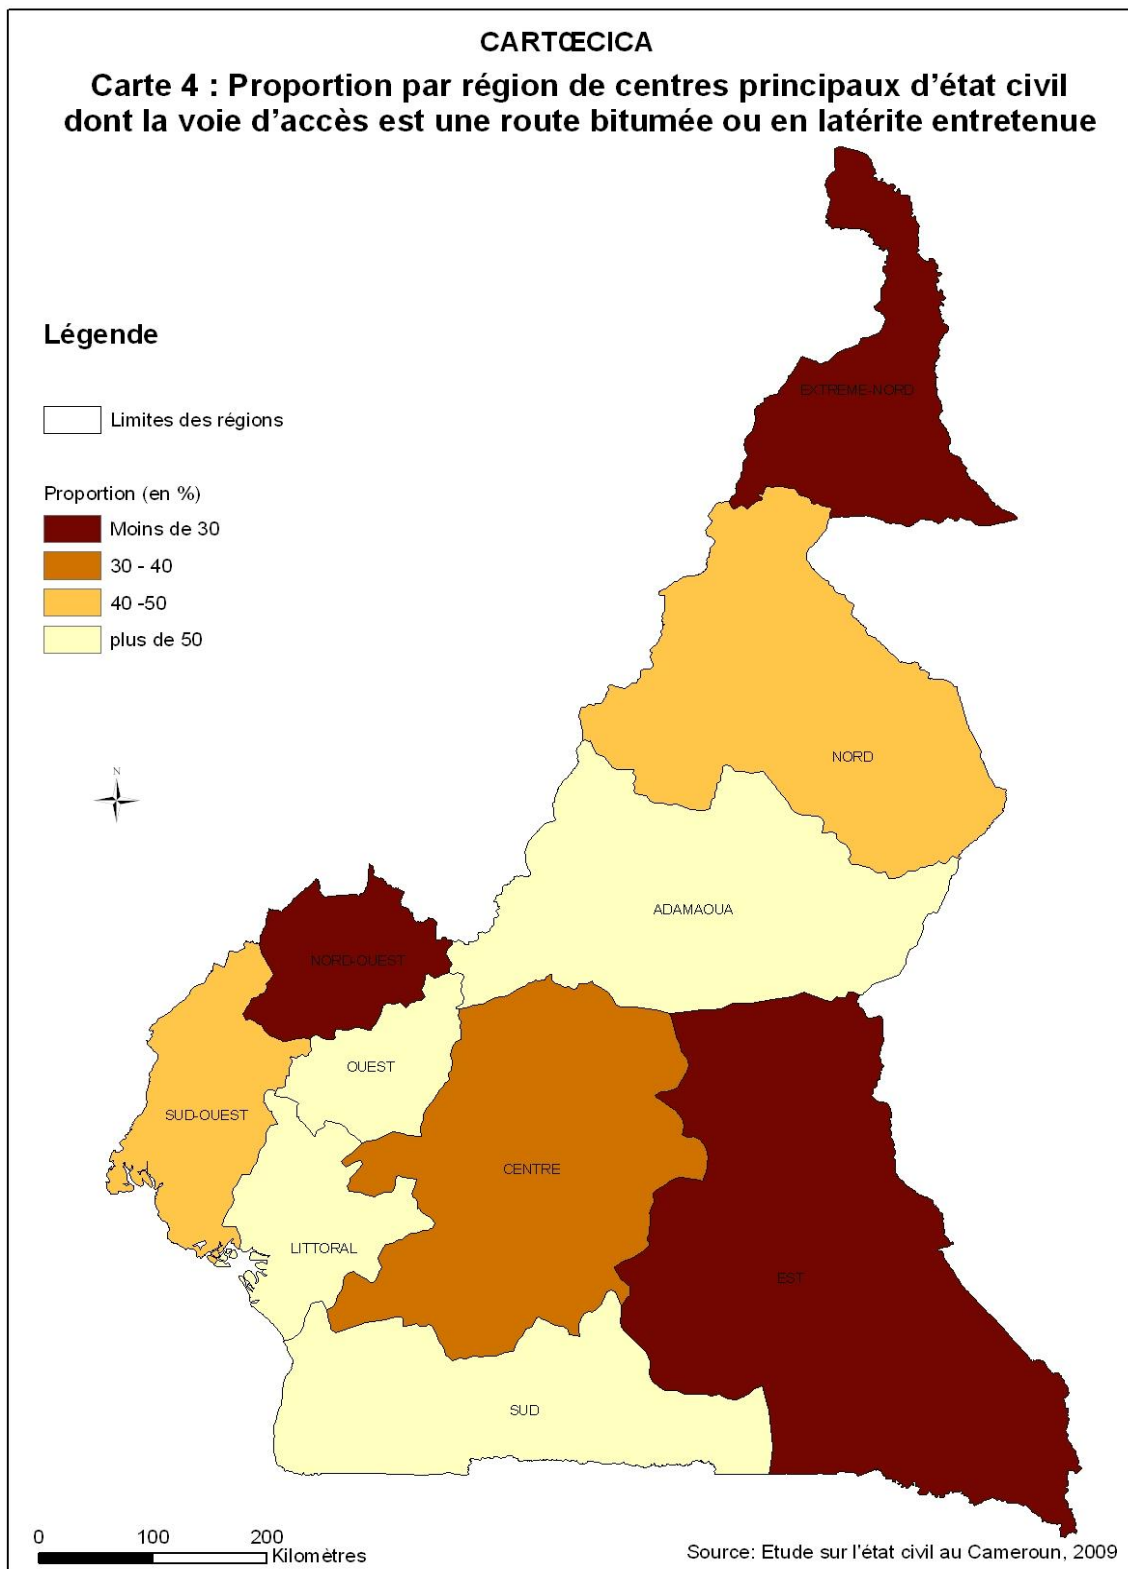 CARTŒCICA
Carte 4 : Proportion par région de centres principaux d'état civil
dont la voie d'accès est une route bitumée ou en latérite entretenue
Légende
Limites des régions
Proportion (en %)
Moins de 30
30 - 40
40 -50
plus de 50
N
EXTREME-NORD
NORD
ADAMAOUA
NORD-OUEST
OUEST
SUD-OUEST
CENTRE
LITTORAL
EST
SUD
0 100 200
Kilomètres
Source: Etude sur l'état civil au Cameroun, 2009